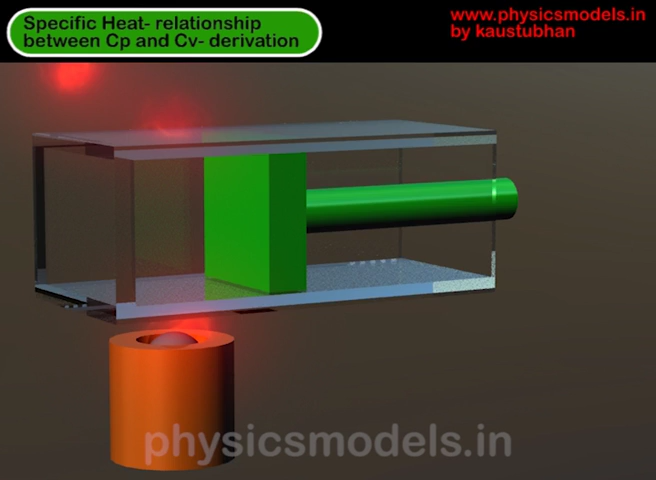 Specific Heat- relationship
between Cp and Cv- derivation
www.physicsmodels.in
by kaustubhan
physicsmodels.in